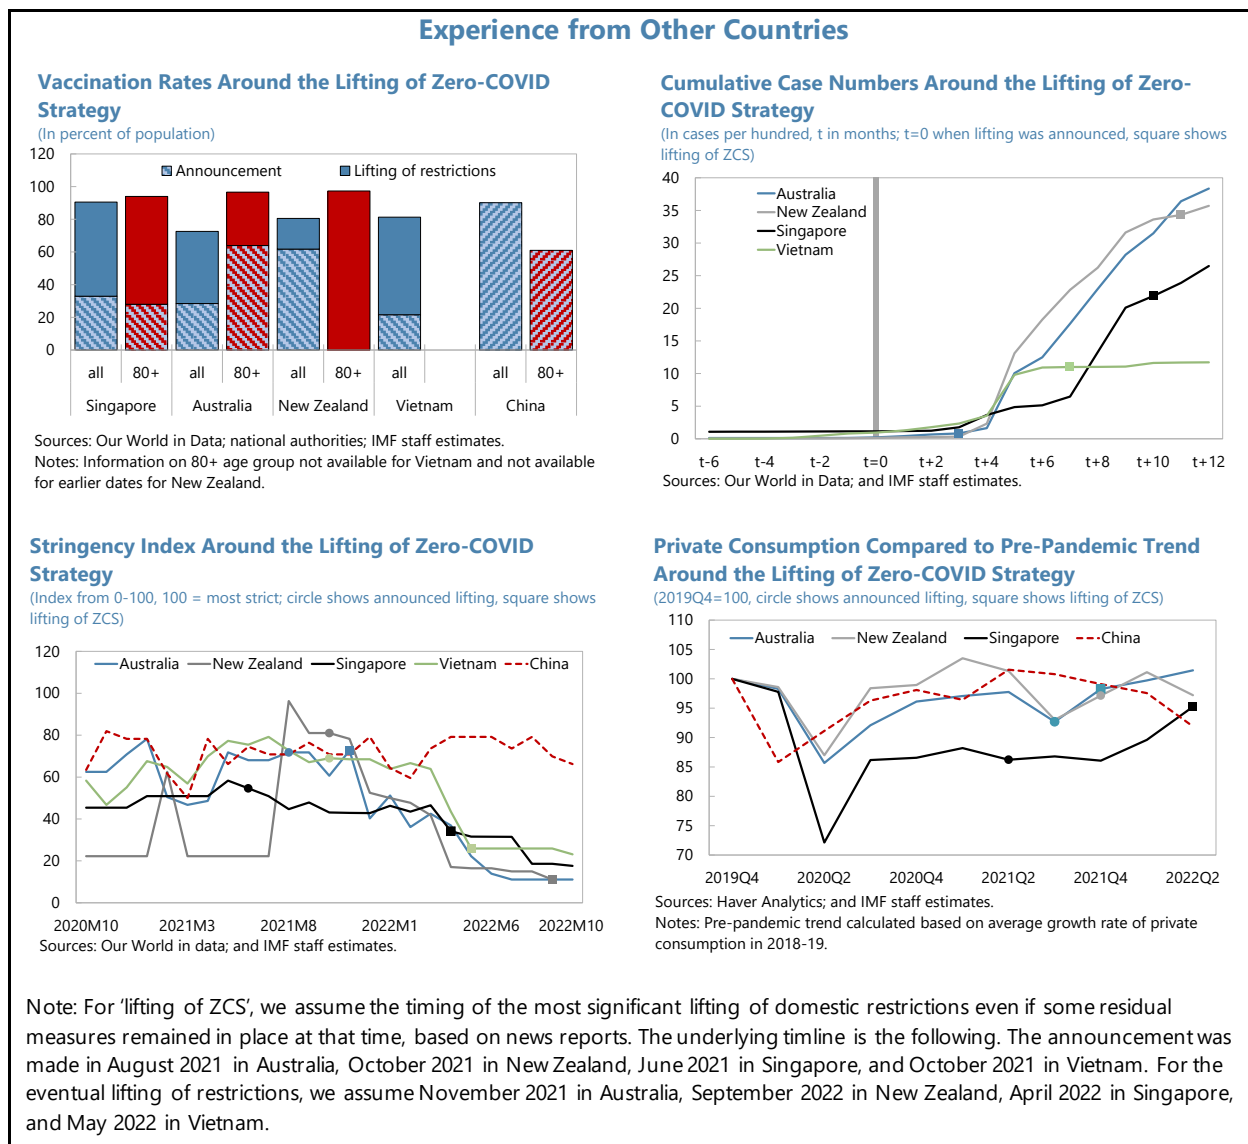 Experience from Other Countries
Vaccination Rates Around the Lifting of Zero-COVID
Strategy
(In percent of population)
120
100
80
60
40
20
0
Announcement
Lifting of restrictions
all
80+
all
80+
all
80+
all
all
80+
Singapore
Australia
New Zealand
Vietnam
China
Sources: Our World in Data; national authorities; IMF staff estimates.
Notes: Information on 80+ age group not available for Vietnam and not available
for earlier dates for New Zealand.
Cumulative Case Numbers Around the Lifting of Zero-
COVID Strategy
(In cases per hundred, t in months; t=0 when lifting was announced, square shows
lifting of ZCS)
40
35
30
25
20
15
10
5
0
Australia
New Zealand
Singapore
Vietnam
t-6
t-4
t-2
t=0
t+2
t+4
t+6
t+8
t+10
t+12
Sources: Our World in Data; and IMF staff estimates.
Stringency Index Around the Lifting of Zero-COVID
Strategy
(Index from 0-100, 100 = most strict; circle shows announced lifting, square shows
lifting of ZCS)
120
100
80
60
40
20
0
Australia
New Zealand
Singapore
Vietnam
China
2020M10
2021M3
2021M8
2022M1
2022M6
2022M10
Sources: Our World in data; and IMF staff estimates.
Private Consumption Compared to Pre-Pandemic Trend
Around the Lifting of Zero-COVID Strategy
(2019Q4=100, circle shows announced lifting, square shows lifting of ZCS)
110
105
100
95
90
85
80
75
70
Australia
New Zealand
Singapore
China
2019Q4
2020Q2
2020Q4
2021Q2
2021Q4
2022Q2
Sources: Haver Analytics; and IMF staff estimates.
Notes: Pre-pandemic trend calculated based on average growth rate of private
consumption in 2018-19.
Note: For ‘lifting of ZCS’, we assume the timing of the most significant lifting of domestic restrictions even if some residual
measures remained in place at that time, based on news reports. The underlying timline is the following. The announcement was
made in August 2021 in Australia, October 2021 in New Zealand, June 2021 in Singapore, and October 2021 in Vietnam. For the
eventual lifting of restrictions, we assume November 2021 in Australia, September 2022 in New Zealand, April 2022 in Singapore,
and May 2022 in Vietnam.